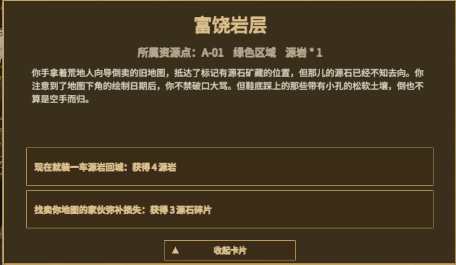 富饶岩层
所属资源点：A-01 绿色区域 源岩 * 1
你手拿着荒地人向导倒卖的旧地图，抵达了标记有源石矿藏的位置，但那儿的源石已经不知去向。你
注意到了地图下角的绘制日期后，你不禁破口大骂。但鞋底踩上的那些带有小孔的松软土壤，倒也不
算是空手而归。
现在就装一车源岩回城：获得 4 源岩
找卖你地图的家伙弥补损失：获得 3 源石碎片
▲ 收起卡片